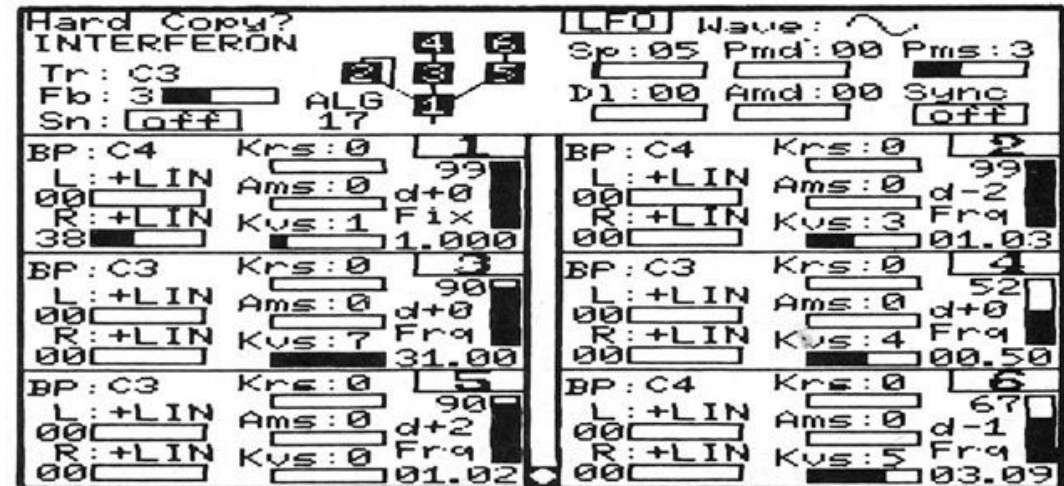 Hard Copy?
INTERFERON
Tr: C3
Fb: 3
Sn: off
ALG
17
4 6
2 3 5
1
LFO Wave:
Sp:05 Pmd:00 Pms:3
Dl:00 Amd:00 Sync
off
BP:C4 Krs:0 1
L:+LIN 99
00 Ams:0 d+0
R:+LIN Kvs:1 Fix
38 1.000
BP:C4 Krs:0 2
L:+LIN 99
00 Ams:0 d-2
R:+LIN Kvs:3 Frq
00 01.03
BP:C3 Krs:0 3
L:+LIN 90
00 Ams:0 d+0
R:+LIN Kvs:7 Frq
00 31.00
BP:C3 Krs:0 4
L:+LIN 52
00 Ams:0 d+0
R:+LIN Kvs:4 Frq
00 00.50
BP:C3 Krs:0 5
L:+LIN 90
00 Ams:0 d+2
R:+LIN Kvs:0 Frq
00 01.02
BP:C4 Krs:0 6
L:+LIN 67
00 Ams:0 d-1
R:+LIN Kvs:5 Frq
00 03.09